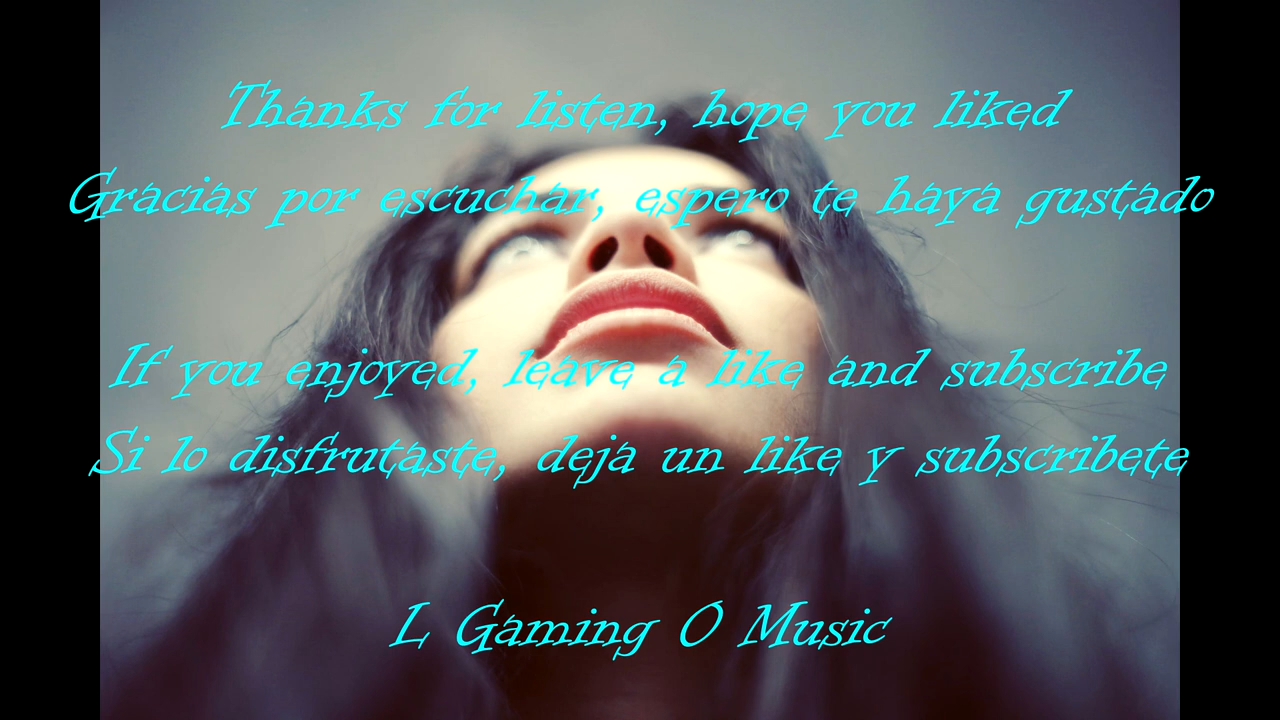 Thanks for listen, hope you liked
Gracias por escuchar, espero te haya gustado
If you enjoyed, leave a like and subscribe
Si lo disfrutaste, deja un like y subscribete
L Gaming O Music